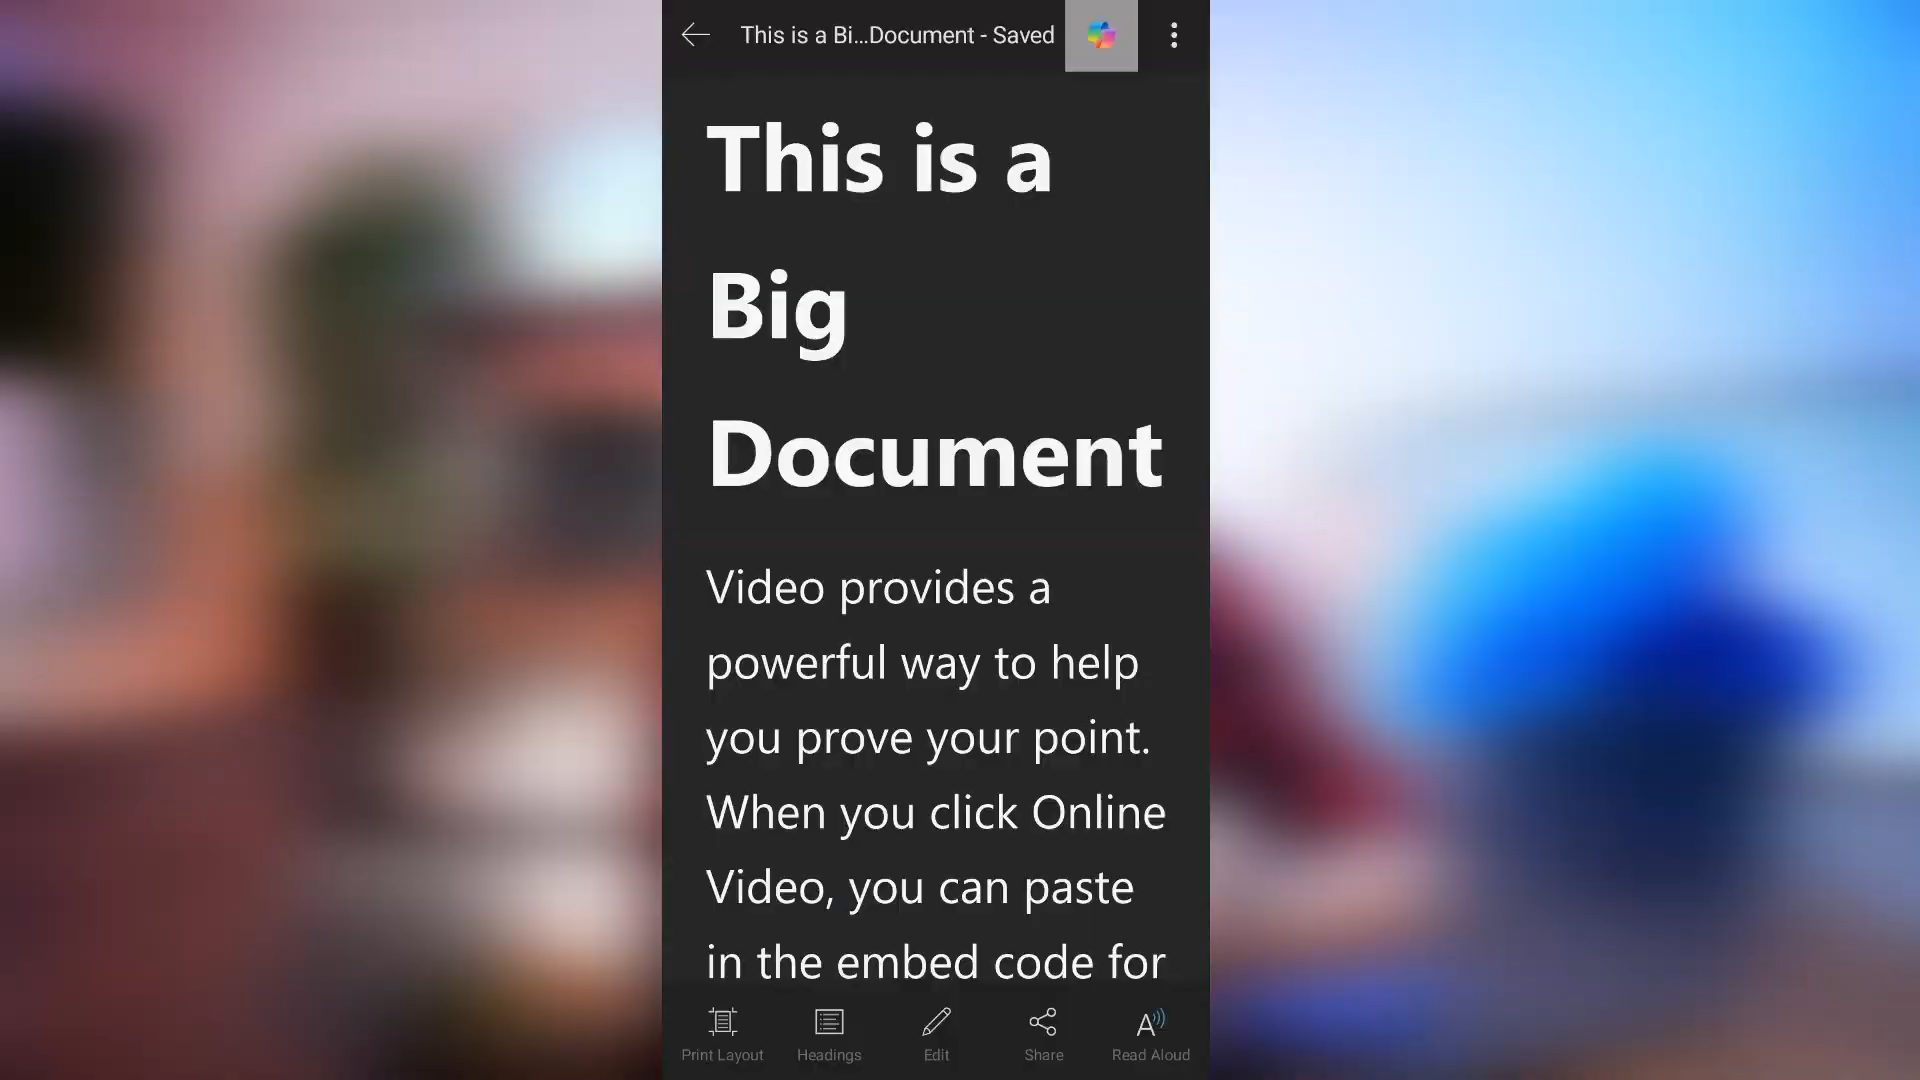 This is a Bi...Document - Saved
This is a
Big
Document
Video provides a
powerful way to help
you prove your point.
When you click Online
Video, you can paste
in the embed code for
Print Layout
Headings
Edit
Share
Read Aloud